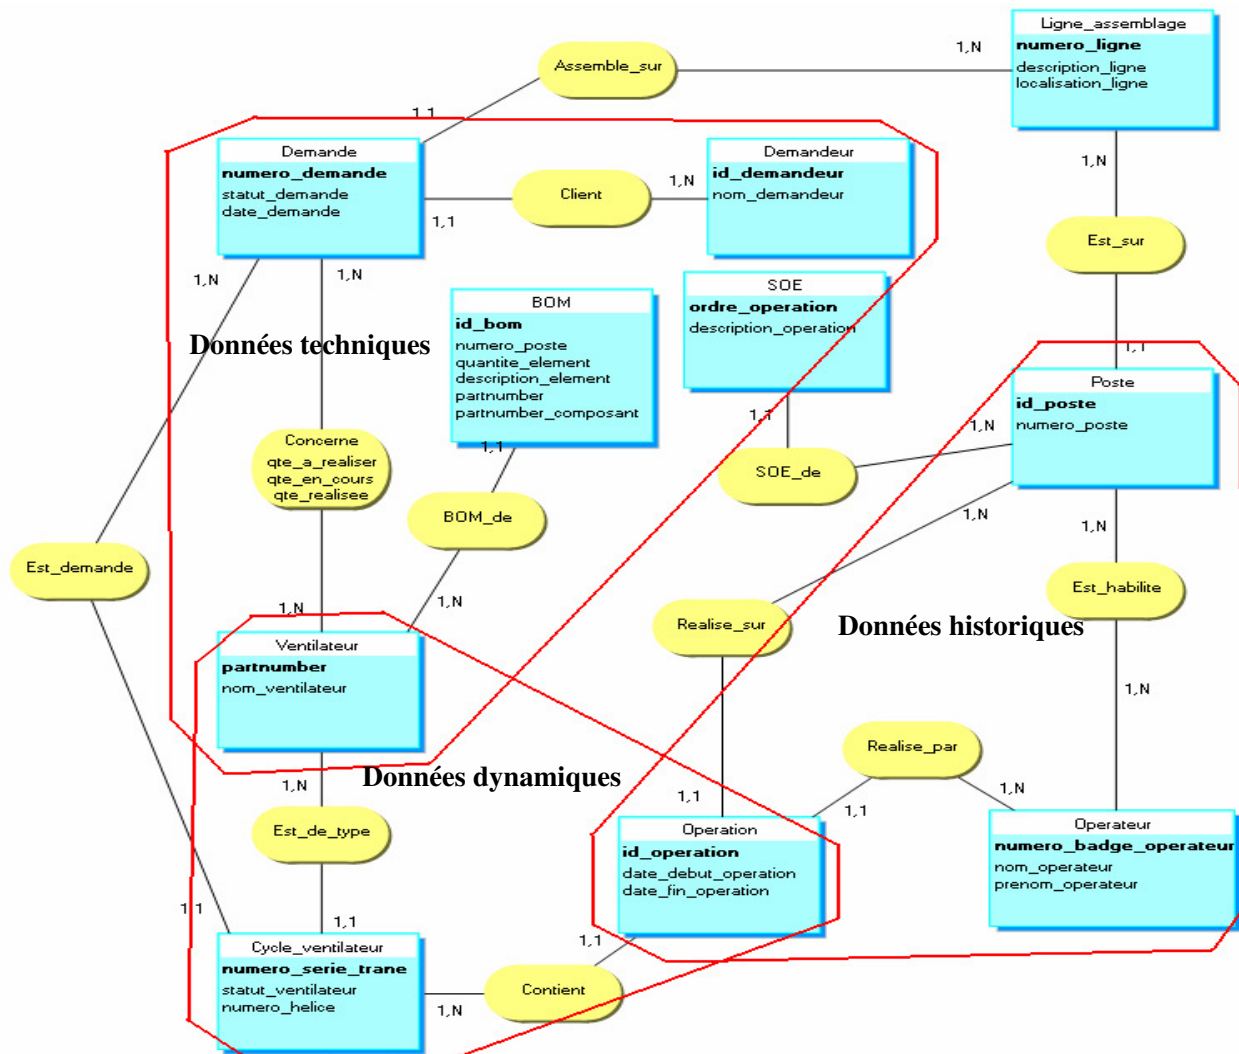 Ligne_assemblage
numero_ligne
description_ligne
localisation_ligne
1,N
Assemble_sur
1,1
Demande
numero_demande
statut_demande
date_demande
1,1
Client
1,N
Demandeur
id_demandeur
nom_demandeur
1,N
Est_sur
1,1
1,N
1,N
BOM
id_bom
numero_poste
quantite_element
description_element
partnumber
partnumber_composant
SOE
ordre_operation
description_operation
Données techniques
1,1
1,1
SOE_de
1,N
Poste
id_poste
numero_poste
Concerne
qte_a_realiser
qte_en_cours
qte_realisee
BOM_de
1,N
1,N
Est_demande
Est_habilite
1,N
1,N
Realise_sur
Données historiques
Ventilateur
partnumber
nom_ventilateur
1,N
Données dynamiques
1,N
Realise_par
1,1
1,1
1,N
Est_de_type
Operation
id_operation
date_debut_operation
date_fin_operation
Operateur
numero_badge_operateur
nom_operateur
prenom_operateur
1,1
1,1
1,1
Cycle_ventilateur
numero_serie_trane
statut_ventilateur
numero_helice
1,N
Contient